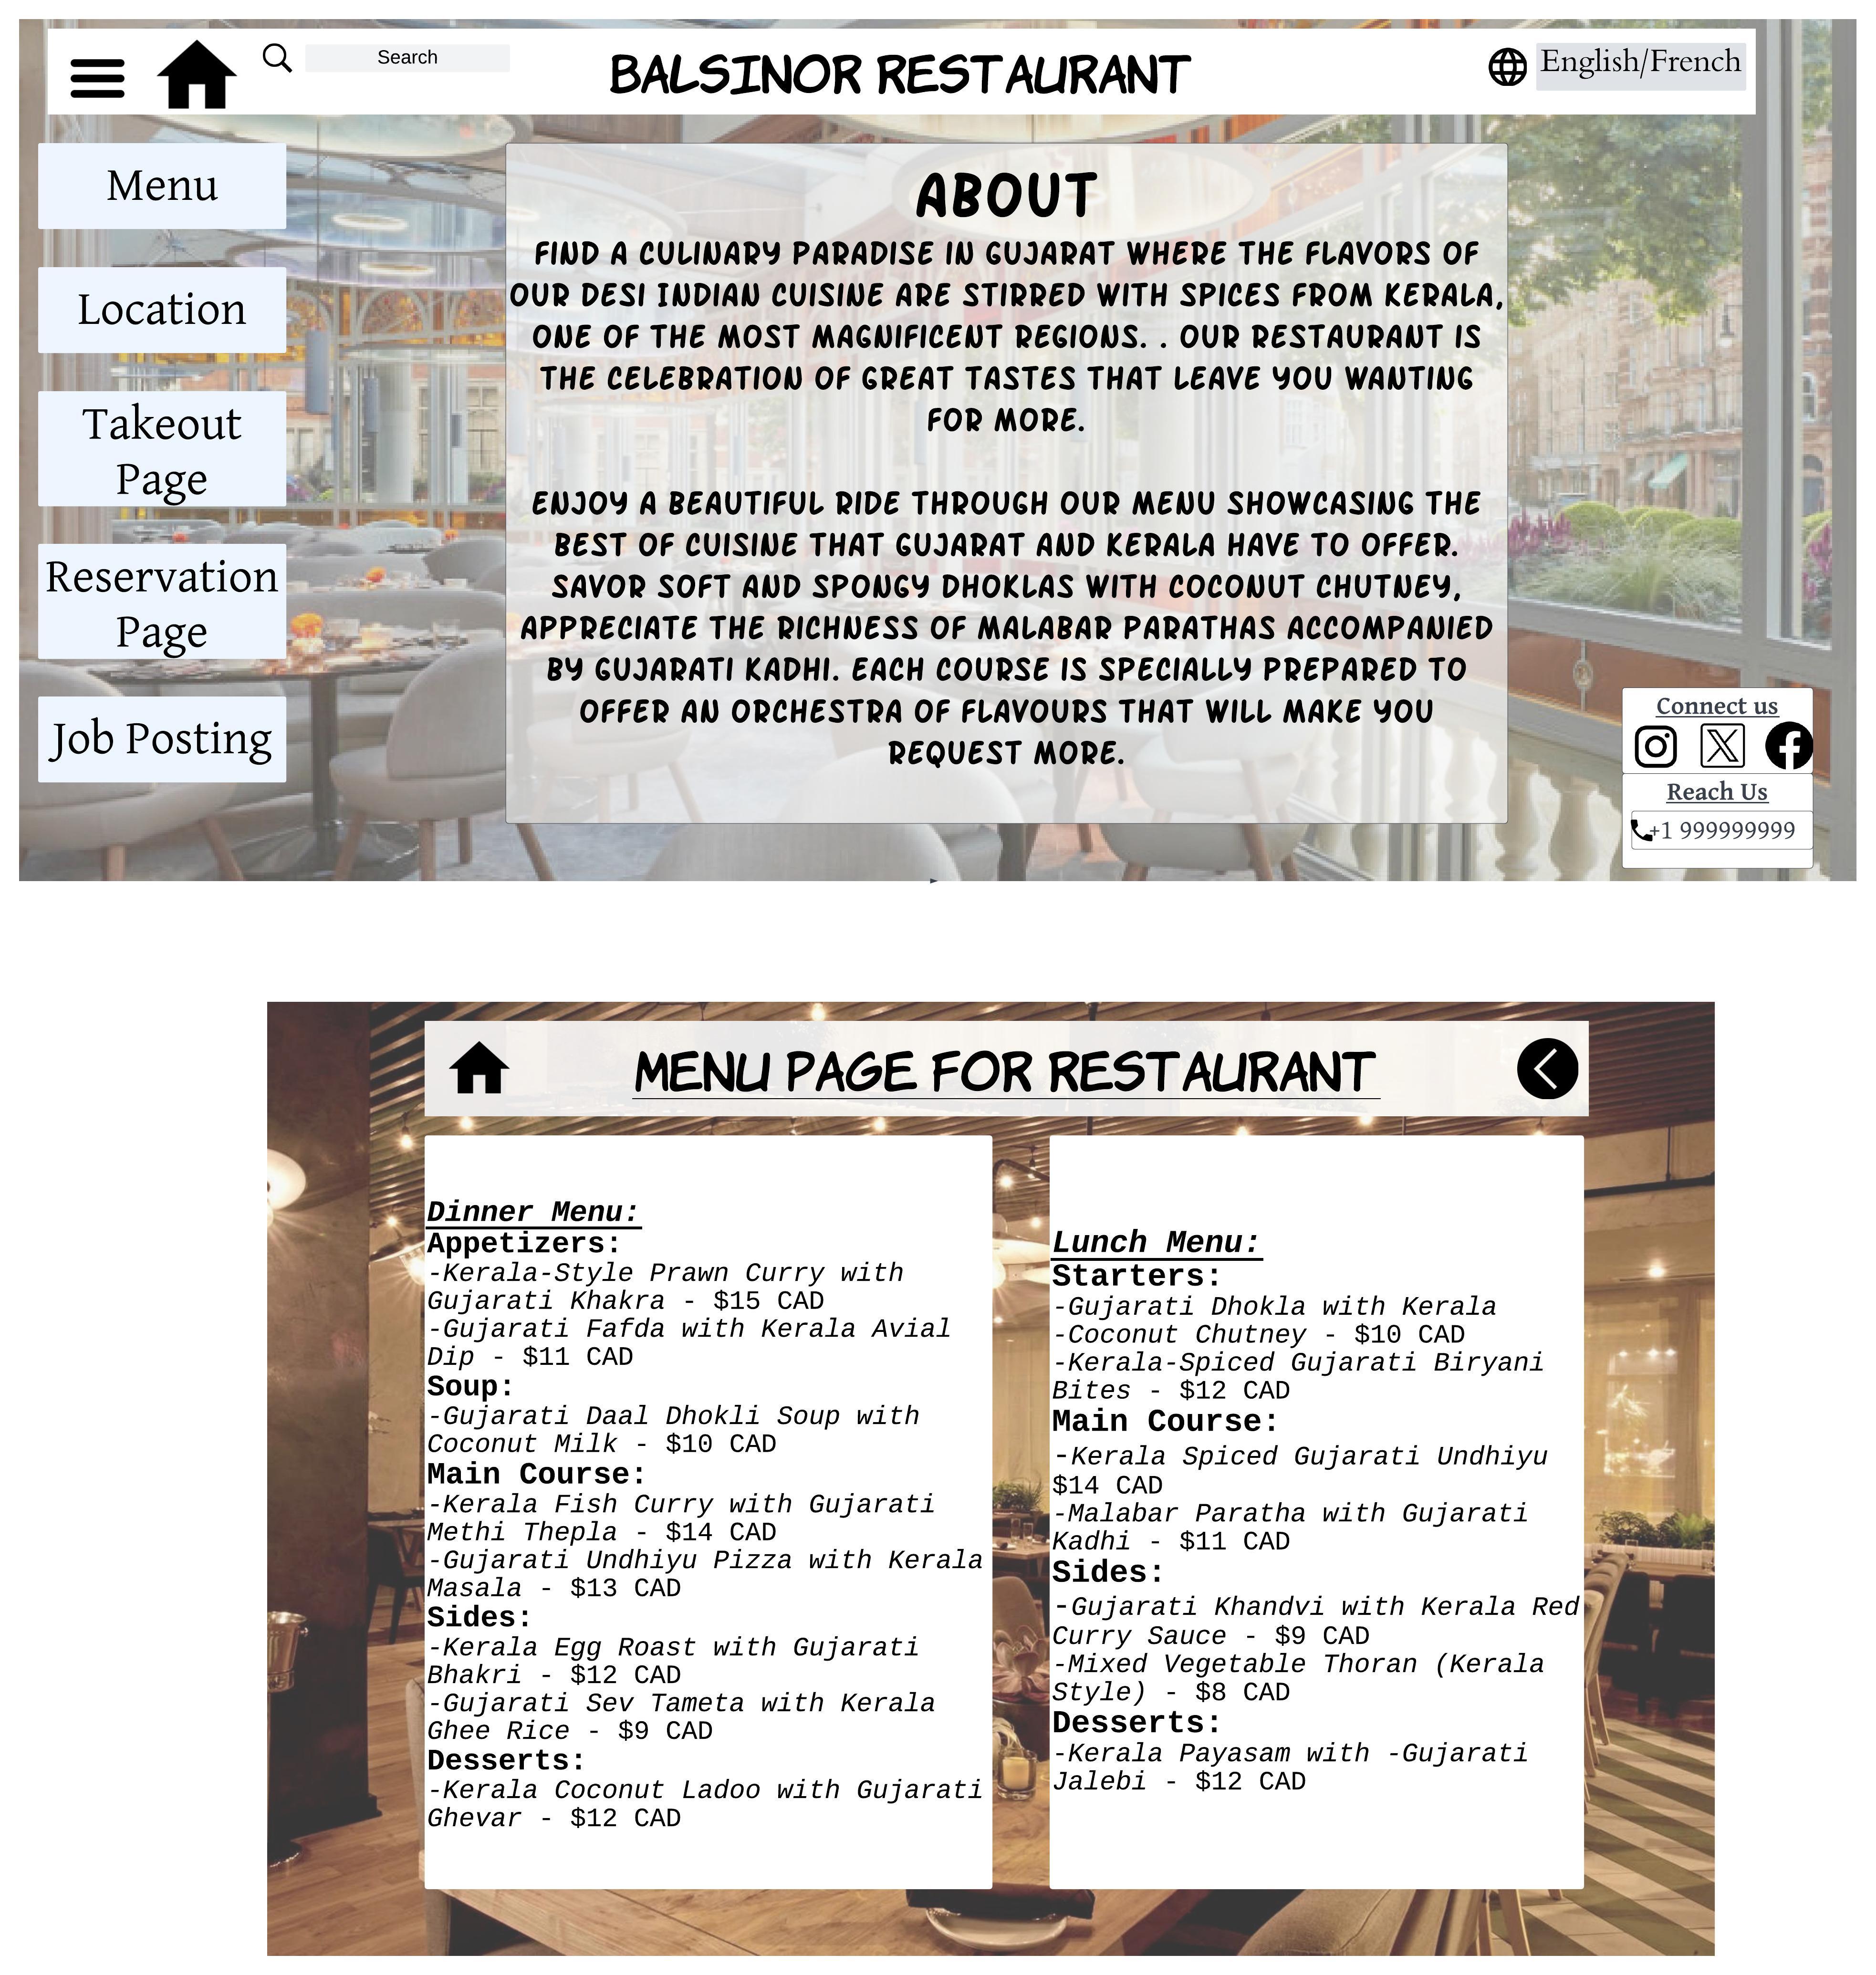 Search
BALSINOR RESTAURANT
English/French
Menu
Location
Takeout
Page
Reservation
Page
Job Posting
ABOUT
FIND A CULINARY PARADISE IN GUJARAT WHERE THE FLAVORS OF
OUR DESI INDIAN CUISINE ARE STIRRED WITH SPICES FROM KERALA,
ONE OF THE MOST MAGNIFICENT REGIONS. . OUR RESTAURANT IS
THE CELEBRATION OF GREAT TASTES THAT LEAVE YOU WANTING
FOR MORE.
ENJOY A BEAUTIFUL RIDE THROUGH OUR MENU SHOWCASING THE
BEST OF CUISINE THAT GUJARAT AND KERALA HAVE TO OFFER.
SAVOR SOFT AND SPONGY DHOKLAS WITH COCONUT CHUTNEY,
APPRECIATE THE RICHNESS OF MALABAR PARATHAS ACCOMPANIED
BY GUJARATI KADHI. EACH COURSE IS SPECIALLY PREPARED TO
OFFER AN ORCHESTRA OF FLAVOURS THAT WILL MAKE YOU
REQUEST MORE.
Connect us
Reach Us
+1 999999999
MENU PAGE FOR RESTAURANT
Dinner Menu:
Appetizers:
-Kerala-Style Prawn Curry with
Gujarati Khakra - $15 CAD
-Gujarati Fafda with Kerala Avial
Dip - $11 CAD
Soup:
-Gujarati Daal Dhokli Soup with
Coconut Milk - $10 CAD
Main Course:
-Kerala Fish Curry with Gujarati
Methi Thepla - $14 CAD
-Gujarati Undhiyu Pizza with Kerala
Masala - $13 CAD
Sides:
-Kerala Egg Roast with Gujarati
Bhakri - $12 CAD
-Gujarati Sev Tameta with Kerala
Ghee Rice - $9 CAD
Desserts:
-Kerala Coconut Ladoo with Gujarati
Ghevar - $12 CAD
Lunch Menu:
Starters:
-Gujarati Dhokla with Kerala
-Coconut Chutney - $10 CAD
-Kerala-Spiced Gujarati Biryani
Bites - $12 CAD
Main Course:
-Kerala Spiced Gujarati Undhiyu
$14 CAD
-Malabar Paratha with Gujarati
Kadhi - $11 CAD
Sides:
-Gujarati Khandvi with Kerala Red
Curry Sauce - $9 CAD
-Mixed Vegetable Thoran (Kerala
Style) - $8 CAD
Desserts:
-Kerala Payasam with -Gujarati
Jalebi - $12 CAD